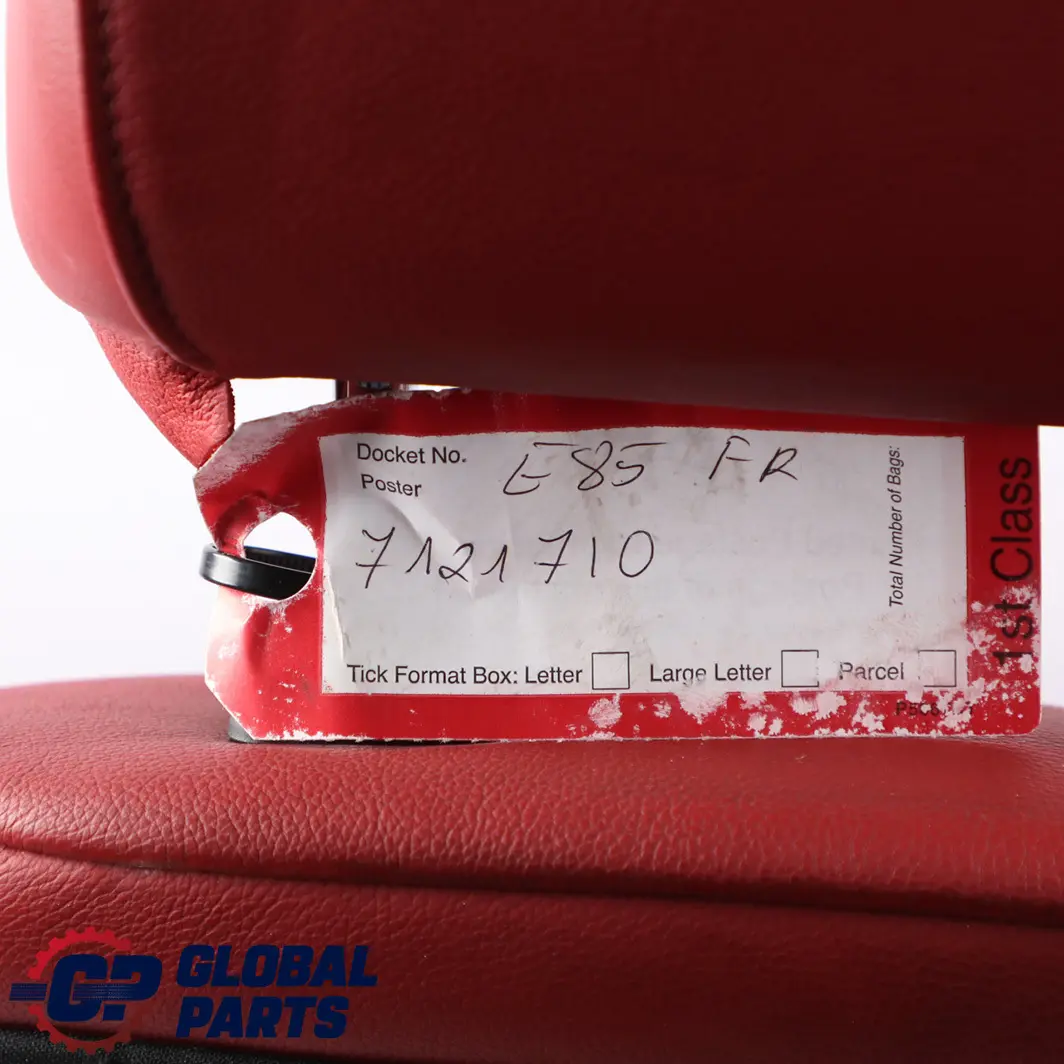 Docket No. E85 FR
Poster
7121710
Total Number of Bags:
1st Class
Tick Format Box: Letter Large Letter Parcel
GP GLOBAL
PARTS